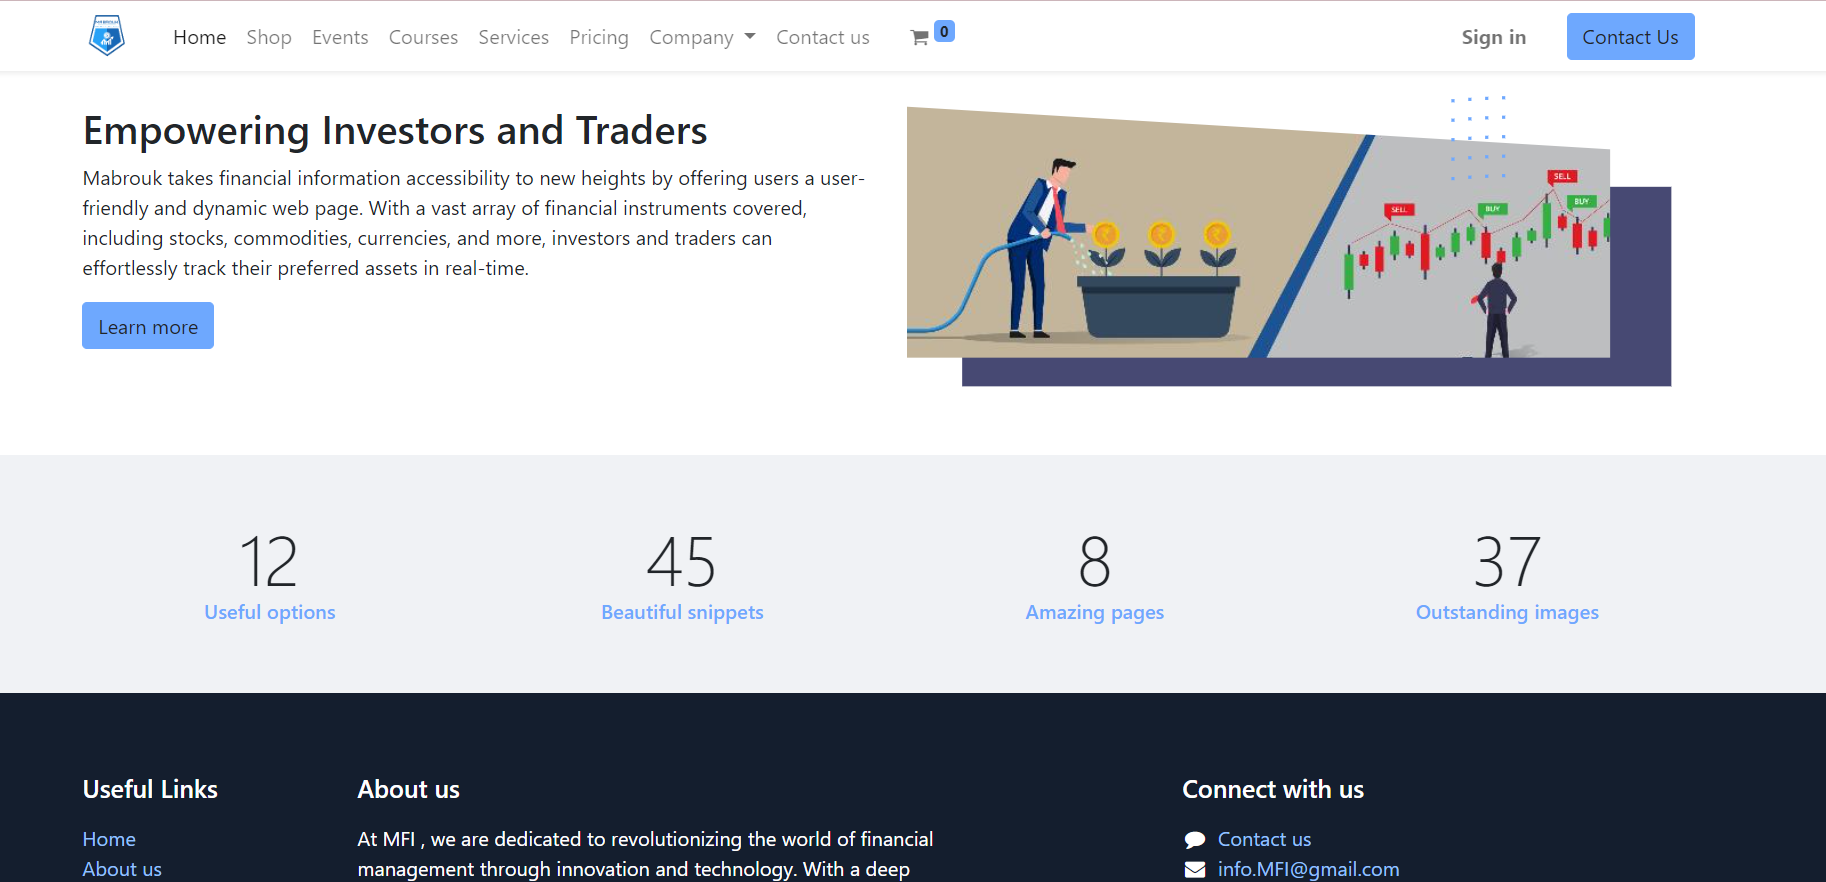 Home Shop Events Courses Services Pricing Company Contact us 0 Sign in Contact Us
Empowering Investors and Traders
Mabrouk takes financial information accessibility to new heights by offering users a user-
friendly and dynamic web page. With a vast array of financial instruments covered,
including stocks, commodities, currencies, and more, investors and traders can
effortlessly track their preferred assets in real-time.
Learn more
SELL
BUY
SELL
BUY
12
Useful options
45
Beautiful snippets
8
Amazing pages
37
Outstanding images
Useful Links
Home
About us
About us
At MFI , we are dedicated to revolutionizing the world of financial
management through innovation and technology. With a deep
Connect with us
Contact us
info.MFI@gmail.com